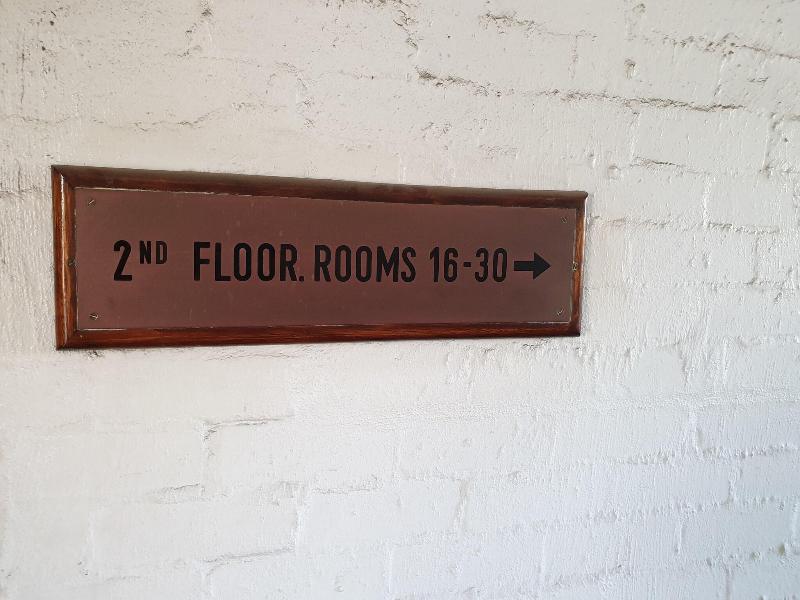 2ND FLOOR. ROOMS 16-30 →